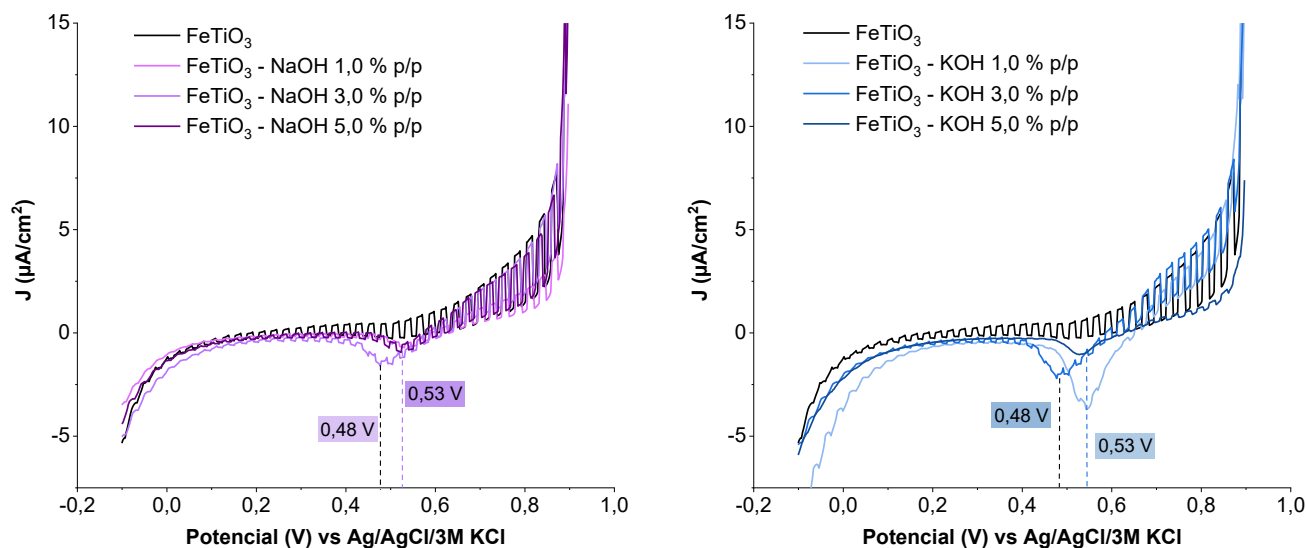 FeTiO₃
FeTiO₃ - NaOH 1,0 % p/p
FeTiO₃ - NaOH 3,0 % p/p
FeTiO₃ - NaOH 5,0 % p/p
15
10
5
0
-5
J (µA/cm²)
0,53 V
0,48 V
-0,2
0,0
0,2
0,4
0,6
0,8
1,0
Potencial (V) vs Ag/AgCl/3M KCl
FeTiO₃
FeTiO₃ - KOH 1,0 % p/p
FeTiO₃ - KOH 3,0 % p/p
FeTiO₃ - KOH 5,0 % p/p
15
10
5
0
-5
J (µA/cm²)
0,48 V
0,53 V
-0,2
0,0
0,2
0,4
0,6
0,8
1,0
Potencial (V) vs Ag/AgCl/3M KCl